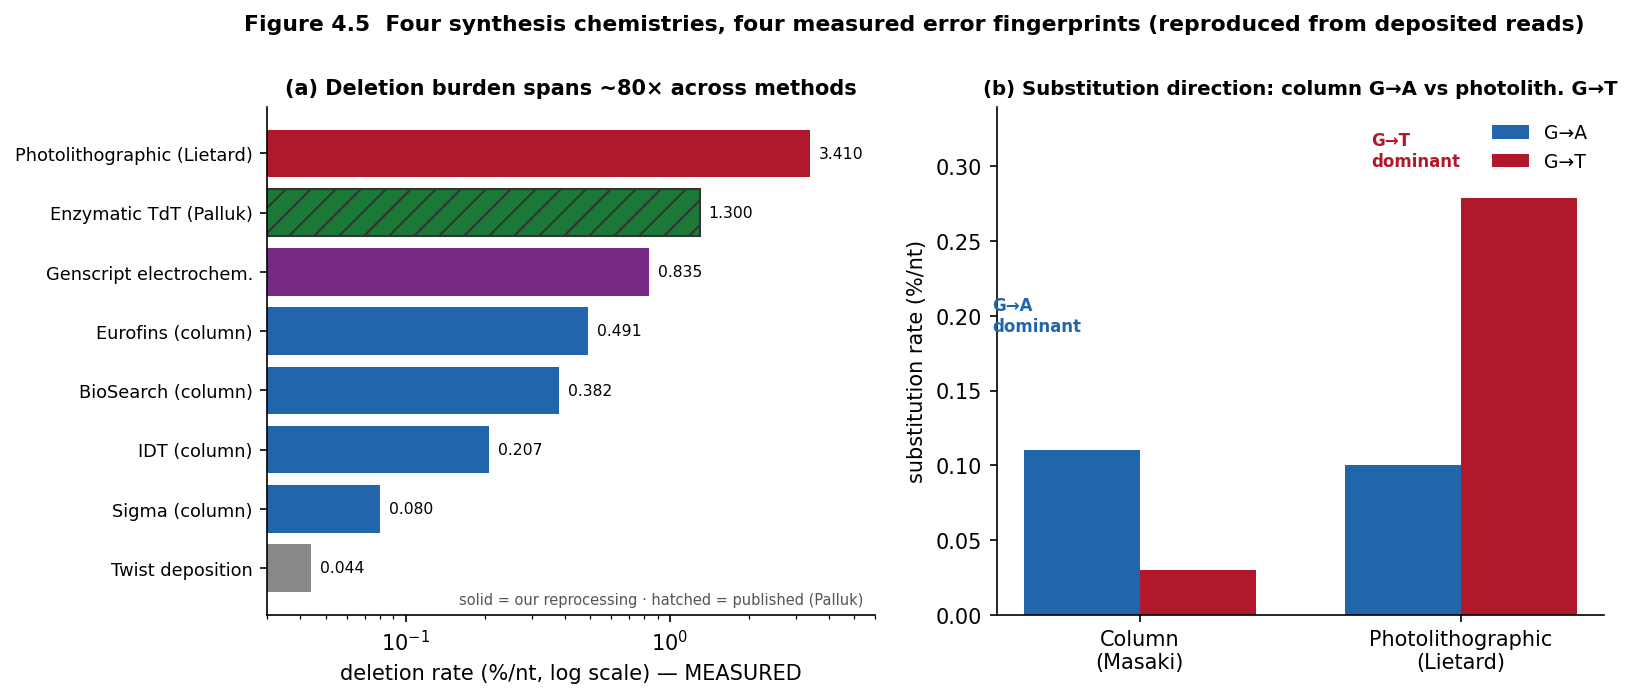 Figure 4.5  Four synthesis chemistries, four measured error fingerprints (reproduced from deposited reads)
(a) Deletion burden spans ~80× across methods
Photolithographic (Lietard)
3.410
Enzymatic TdT (Palluk)
1.300
Genscript electrochem.
0.835
Eurofins (column)
0.491
BioSearch (column)
0.382
IDT (column)
0.207
Sigma (column)
0.080
Twist deposition
0.044
solid = our reprocessing · hatched = published (Palluk)
10⁻¹
10⁰
deletion rate (%/nt, log scale) — MEASURED
(b) Substitution direction: column G→A vs photolith. G→T
G→T
dominant
G→A
G→T
G→A
dominant
substitution rate (%/nt)
0.30
0.25
0.20
0.15
0.10
0.05
0.00
Column
(Masaki)
Photolithographic
(Lietard)